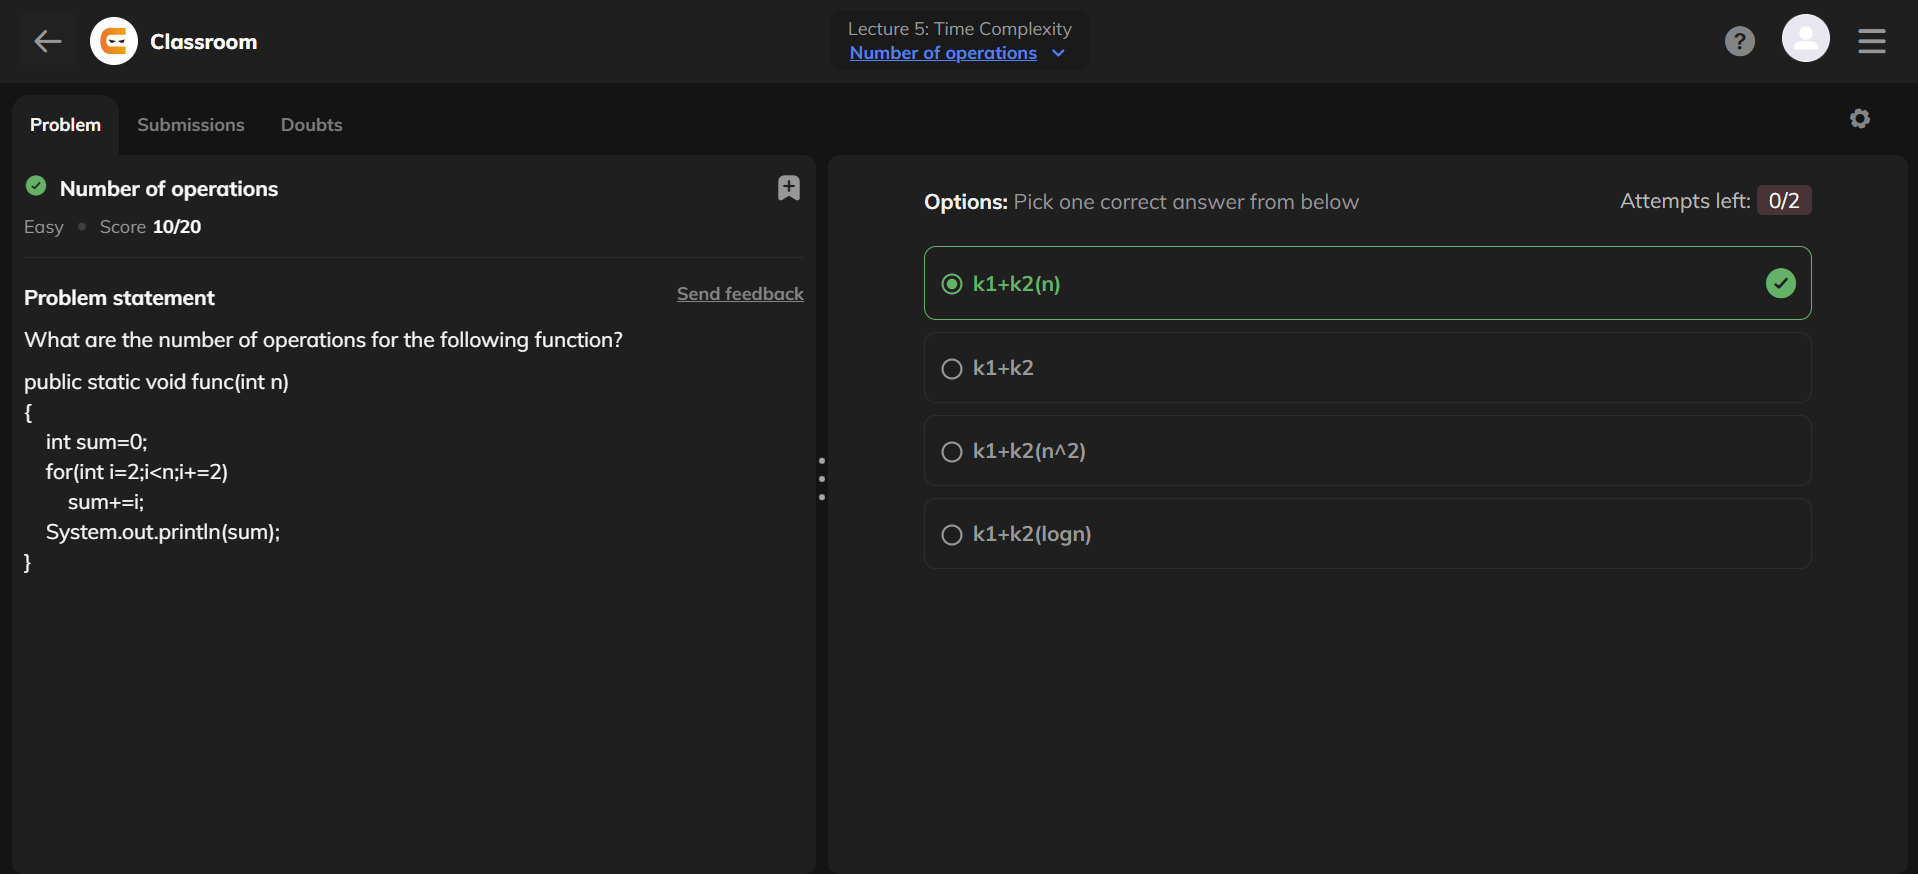 Classroom
Lecture 5: Time Complexity
Number of operations
?
Problem
Submissions
Doubts
Number of operations
Easy • Score 10/20
Problem statement
Send feedback
What are the number of operations for the following function?
public static void func(int n)
{
int sum=0;
for(int i=2;i<n;i+=2)
sum+=i;
System.out.println(sum);
}
Options: Pick one correct answer from below
Attempts left: 0/2
k1+k2(n)
k1+k2
k1+k2(n^2)
k1+k2(logn)